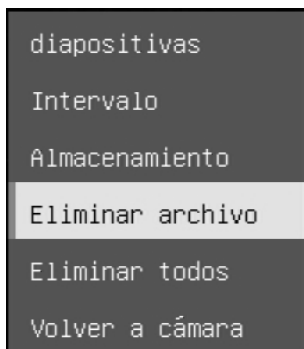 diapositivas
Intervalo
Almacenamiento
Eliminar archivo
Eliminar todos
Volver a cámara